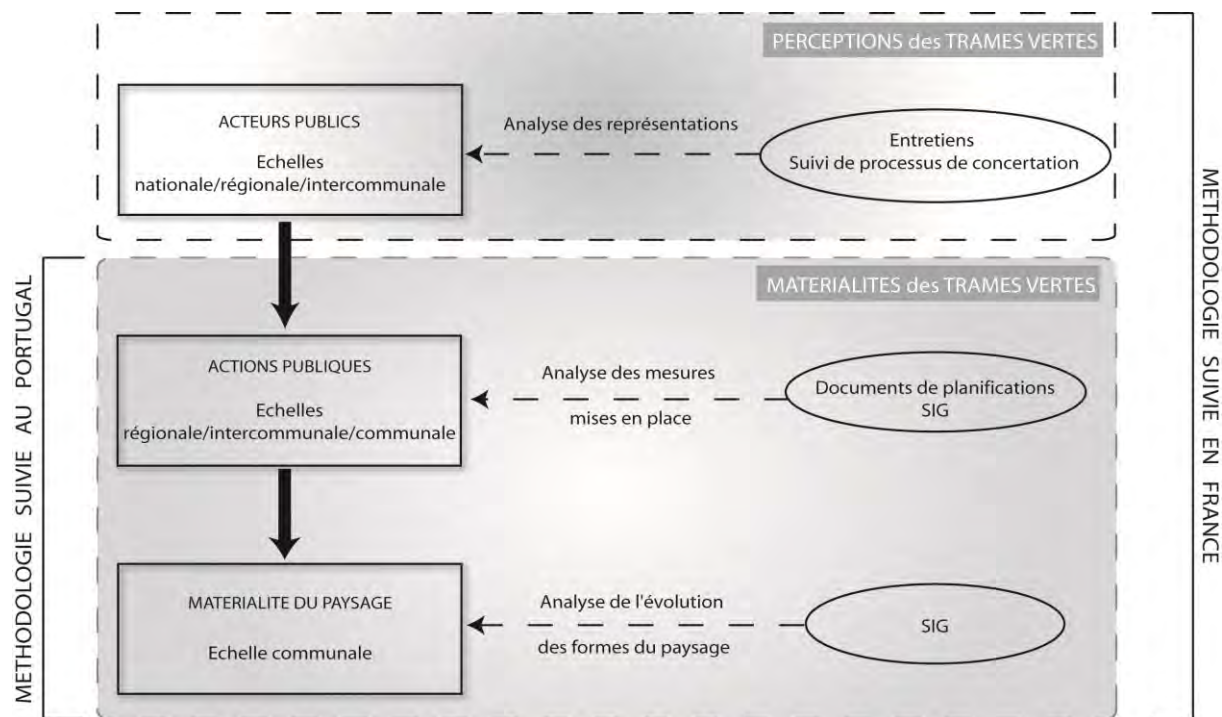 PERCEPTIONS des TRAMES VERTES
ACTEURS PUBLICS
Echelles
nationale/régionale/intercommunale
Analyse des représentations
Entretiens
Suivi de processus de concertation
MATERIALITES des TRAMES VERTES
ACTIONS PUBLIQUES
Echelles
régionale/intercommunale/communale
Analyse des mesures
mises en place
Documents de planifications
SIG
MATERIALITE DU PAYSAGE
Echelle communale
Analyse de l'évolution
des formes du paysage
SIG
METHODOLOGIE SUIVIE AU PORTUGAL
METHODOLOGIE SUIVIE EN FRANCE